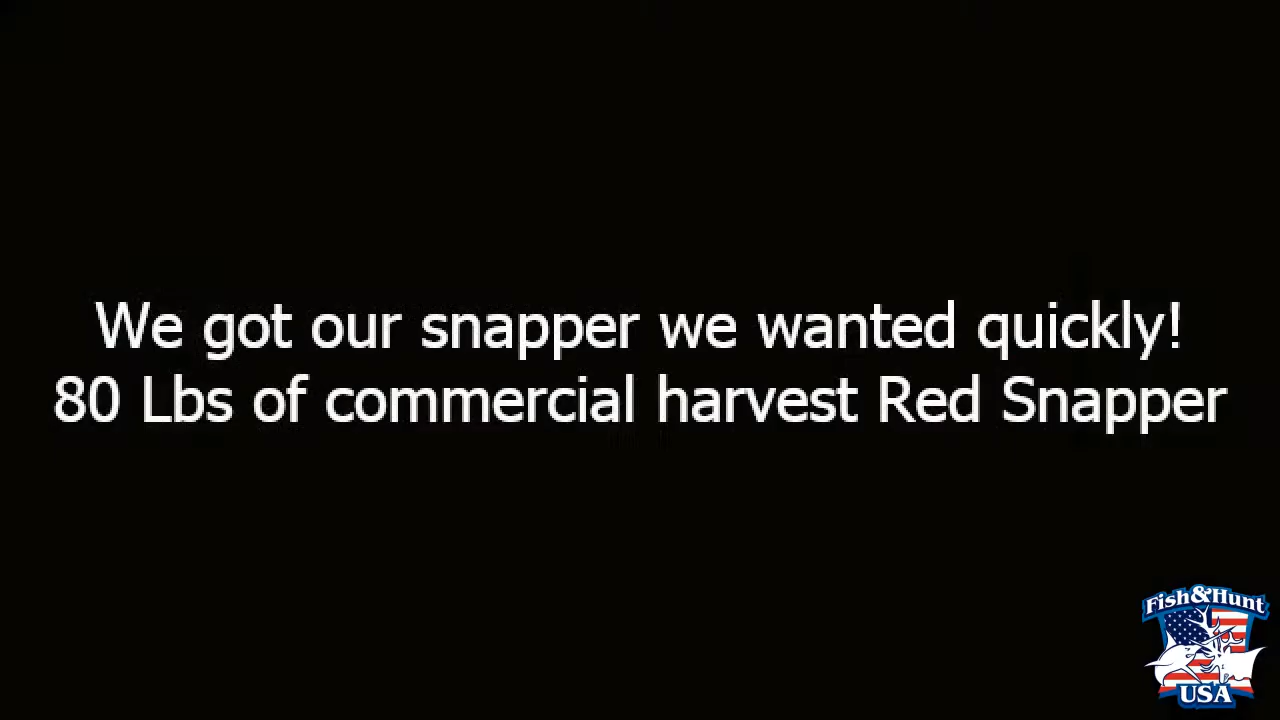 We got our snapper we wanted quickly!
80 Lbs of commercial harvest Red Snapper
Fish&Hunt
USA